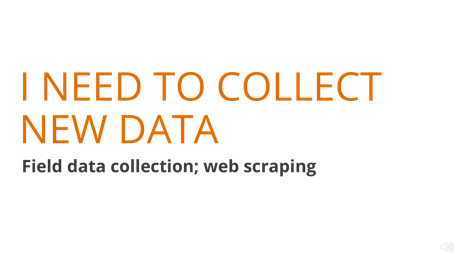 I NEED TO COLLECT
NEW DATA
Field data collection; web scraping